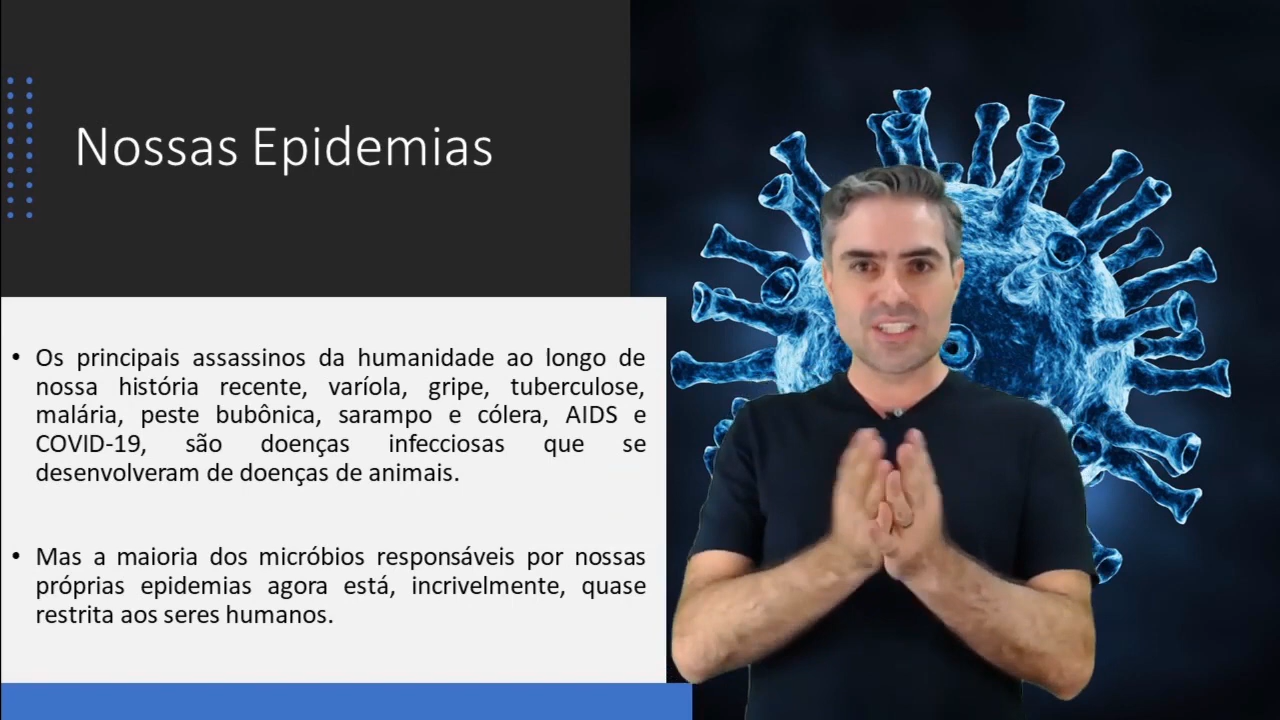 Nossas Epidemias
• Os principais assassinos da humanidade ao longo de
nossa história recente, varíola, gripe, tuberculose,
malária, peste bubônica, sarampo e cólera, AIDS e
COVID-19, são doenças infecciosas que se
desenvolveram de doenças de animais.
• Mas a maioria dos micróbios responsáveis por nossas
próprias epidemias agora está, incrivelmente, quase
restrita aos seres humanos.